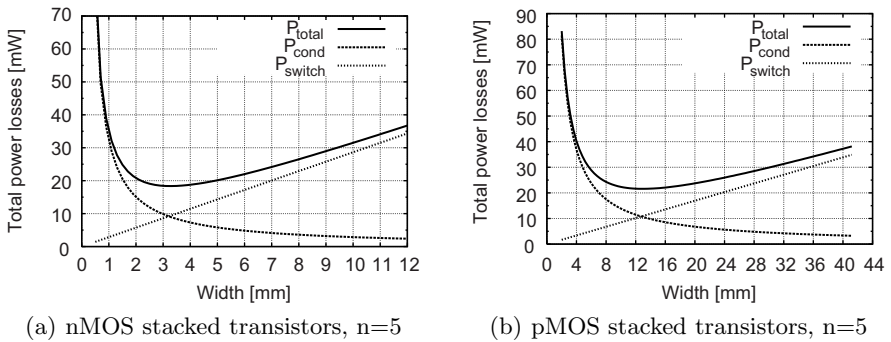 Total power losses [mW]
70
60
50
40
30
20
10
0
P_total
P_cond
P_switch
0 1 2 3 4 5 6 7 8 9 10 11 12
Width [mm]
(a) nMOS stacked transistors, n=5
Total power losses [mW]
90
80
70
60
50
40
30
20
10
0
P_total
P_cond
P_switch
0 4 8 12 16 20 24 28 32 36 40 44
Width [mm]
(b) pMOS stacked transistors, n=5